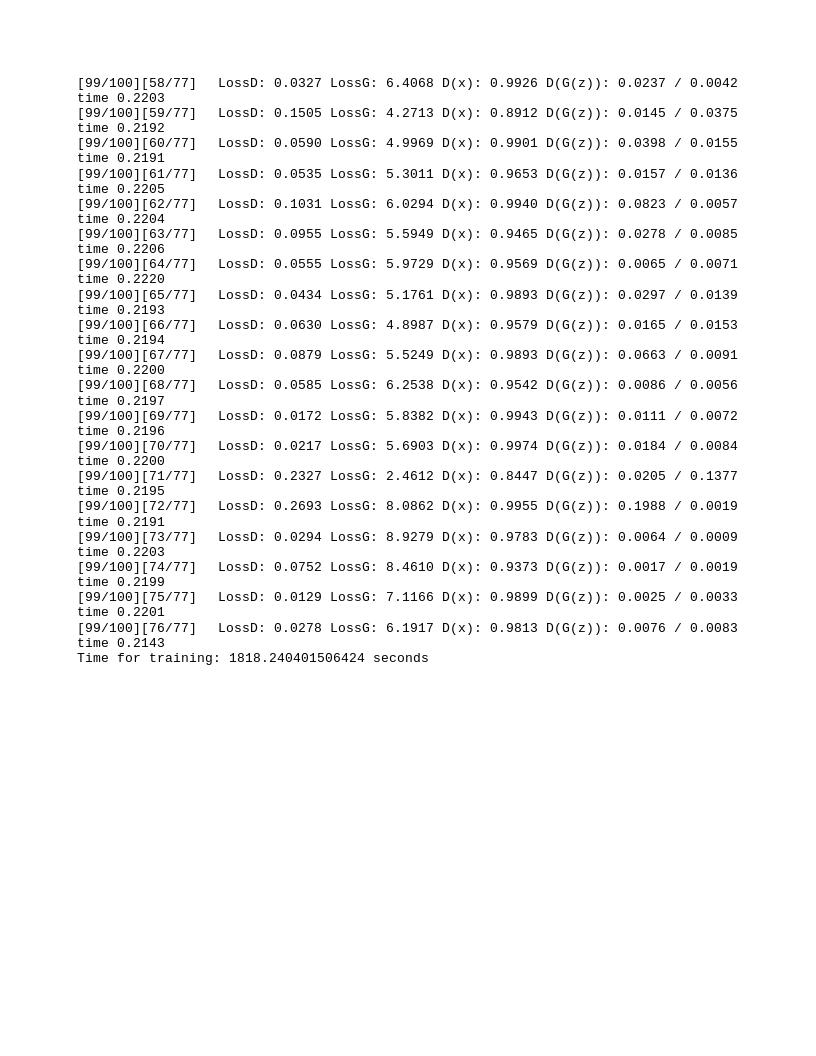 [99/100][58/77] LossD: 0.0327 LossG: 6.4068 D(x): 0.9926 D(G(z)): 0.0237 / 0.0042
time 0.2203
[99/100][59/77] LossD: 0.1505 LossG: 4.2713 D(x): 0.8912 D(G(z)): 0.0145 / 0.0375
time 0.2192
[99/100][60/77] LossD: 0.0590 LossG: 4.9969 D(x): 0.9901 D(G(z)): 0.0398 / 0.0155
time 0.2191
[99/100][61/77] LossD: 0.0535 LossG: 5.3011 D(x): 0.9653 D(G(z)): 0.0157 / 0.0136
time 0.2205
[99/100][62/77] LossD: 0.1031 LossG: 6.0294 D(x): 0.9940 D(G(z)): 0.0823 / 0.0057
time 0.2204
[99/100][63/77] LossD: 0.0955 LossG: 5.5949 D(x): 0.9465 D(G(z)): 0.0278 / 0.0085
time 0.2206
[99/100][64/77] LossD: 0.0555 LossG: 5.9729 D(x): 0.9569 D(G(z)): 0.0065 / 0.0071
time 0.2220
[99/100][65/77] LossD: 0.0434 LossG: 5.1761 D(x): 0.9893 D(G(z)): 0.0297 / 0.0139
time 0.2193
[99/100][66/77] LossD: 0.0630 LossG: 4.8987 D(x): 0.9579 D(G(z)): 0.0165 / 0.0153
time 0.2194
[99/100][67/77] LossD: 0.0879 LossG: 5.5249 D(x): 0.9893 D(G(z)): 0.0663 / 0.0091
time 0.2200
[99/100][68/77] LossD: 0.0585 LossG: 6.2538 D(x): 0.9542 D(G(z)): 0.0086 / 0.0056
time 0.2197
[99/100][69/77] LossD: 0.0172 LossG: 5.8382 D(x): 0.9943 D(G(z)): 0.0111 / 0.0072
time 0.2196
[99/100][70/77] LossD: 0.0217 LossG: 5.6903 D(x): 0.9974 D(G(z)): 0.0184 / 0.0084
time 0.2200
[99/100][71/77] LossD: 0.2327 LossG: 2.4612 D(x): 0.8447 D(G(z)): 0.0205 / 0.1377
time 0.2195
[99/100][72/77] LossD: 0.2693 LossG: 8.0862 D(x): 0.9955 D(G(z)): 0.1988 / 0.0019
time 0.2191
[99/100][73/77] LossD: 0.0294 LossG: 8.9279 D(x): 0.9783 D(G(z)): 0.0064 / 0.0009
time 0.2203
[99/100][74/77] LossD: 0.0752 LossG: 8.4610 D(x): 0.9373 D(G(z)): 0.0017 / 0.0019
time 0.2199
[99/100][75/77] LossD: 0.0129 LossG: 7.1166 D(x): 0.9899 D(G(z)): 0.0025 / 0.0033
time 0.2201
[99/100][76/77] LossD: 0.0278 LossG: 6.1917 D(x): 0.9813 D(G(z)): 0.0076 / 0.0083
time 0.2143
Time for training: 1818.240401506424 seconds